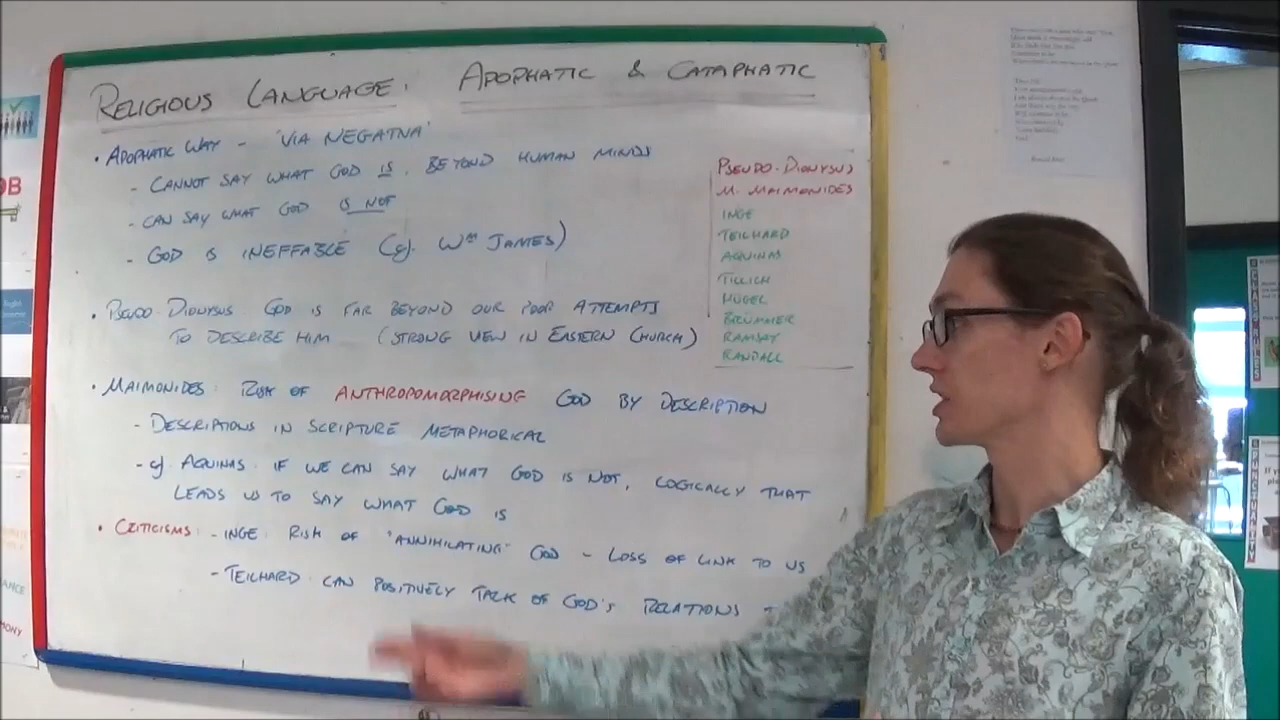 RELIGIOUS LANGUAGE. APOPHATIC & CATAPHATIC
• APOPHATIC WAY - 'VIA NEGATIVA'
- CANNOT SAY WHAT GOD IS. BEYOND HUMAN MINDS
- CAN SAY WHAT GOD IS NOT
- GOD IS INEFFABLE (cf. Wm JAMES)
• PSEUDO-DIONYSUS GOD IS FAR BEYOND OUR POOR ATTEMPTS
TO DESCRIBE HIM (STRONG VIEW IN EASTERN CHURCH)
• MAIMONIDES: RISK OF ANTHROPOMORPHISING GOD BY DESCRIPTION
- DESCRIPTIONS IN SCRIPTURE METAPHORICAL
- cf AQUINAS: IF WE CAN SAY WHAT GOD IS NOT, LOGICALLY THAT
LEADS US TO SAY WHAT GOD IS
• CRITICISMS: - INGE: RISK OF "ANNIHILATING" GOD - LOSS OF LINK TO US
- TEILHARD: CAN POSITIVELY TALK OF GOD'S RELATIONS
PSEUDO-DIONYSUS
M. MAIMONIDES
INGE
TEILHARD
AQUINAS
TILLICH
HUGEL
BRÜMMER
RAMSAY
RANDALL